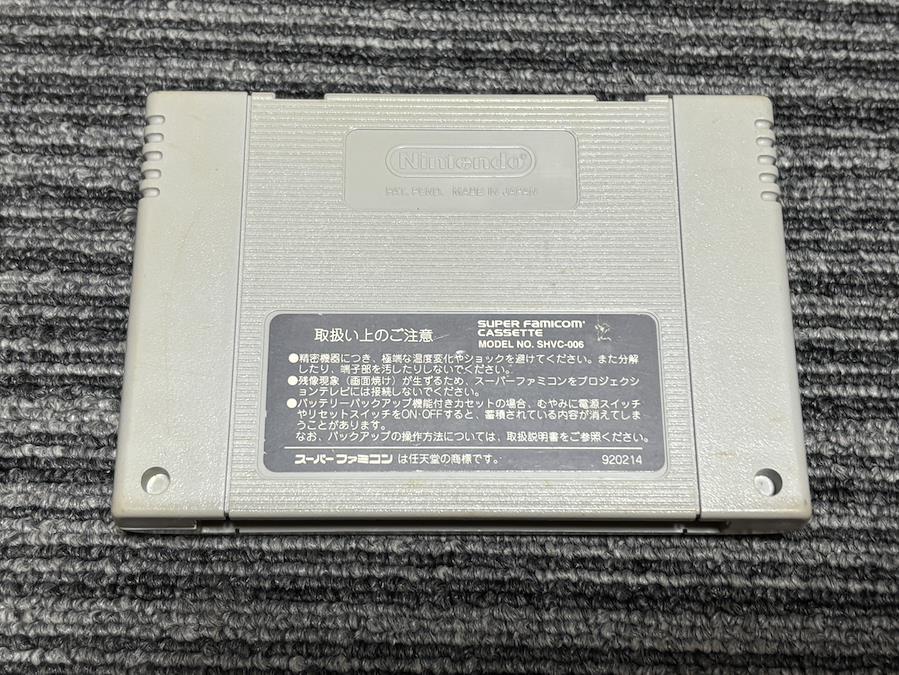 Nintendo®
PAT. PEND. MADE IN JAPAN
取扱い上のご注意
SUPER FAMICOM
CASSETTE
MODEL NO. SHVC-006
●精密機器につき、極端な温度変化やショックを避けてください。また分解
したり、端子部を汚したりしないでください。
●残像現象（画面焼け）が生ずるため、スーパーファミコンをプロジェクシ
ョンテレビには接続しないでください。
●バッテリーバックアップ機能付きカセットの場合、むやみに電源スイッチ
やリセットスイッチをON・OFFすると、蓄積されている内容が消えてしま
うことがあります。
なお、バックアップの操作方法については、取扱説明書をご参照ください。
スーパーファミコンは任天堂の商標です。
920214